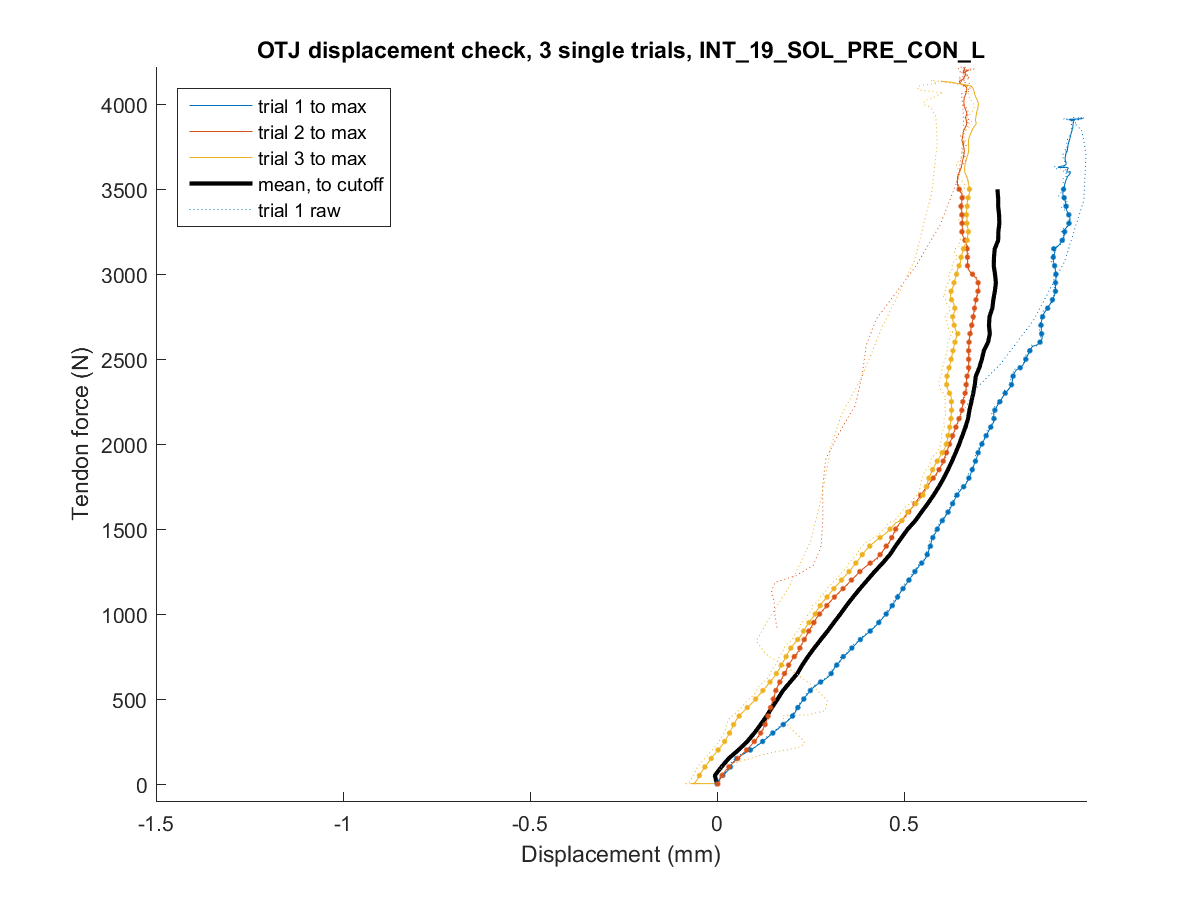 OTJ displacement check, 3 single trials, INT_19_SOL_PRE_CON_L
trial 1 to max
trial 2 to max
trial 3 to max
mean, to cutoff
trial 1 raw
Tendon force (N)
4000
3500
3000
2500
2000
1500
1000
500
0
-1.5
-1
-0.5
0
0.5
Displacement (mm)